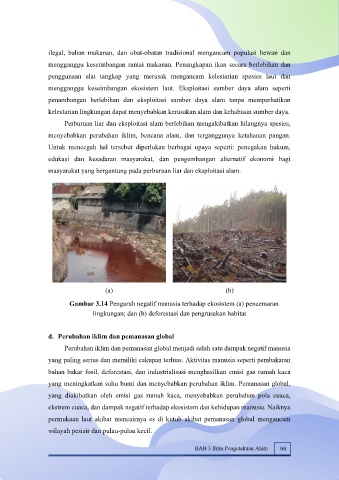 ilegal, bahan makanan, dan obat-obatan tradisional mengancam populasi hewan dan
mengganggu keseimbangan rantai makanan. Penangkapan ikan secara berlebihan dan
penggunaan alat tangkap yang merusak mengancam kelestarian spesies laut dan
mengganggu keseimbangan ekosistem laut. Eksploitasi sumber daya alam seperti
penambangan berlebihan dan eksploitasi sumber daya alam tanpa memperhatikan
kelestarian lingkungan dapat menyebabkan kerusakan alam dan kehabisan sumber daya.
Perburuan liar dan eksploitasi alam berlebihan mengakibatkan hilangnya spesies,
menyebabkan perubahan iklim, bencana alam, dan terganggunya ketahanan pangan.
Untuk mencegah hal tersebut diperlukan berbagai upaya seperti: penegakan hukum,
edukasi dan kesadaran masyarakat, dan pengembangan alternatif ekonomi bagi
masyarakat yang bergantung pada perburuan liar dan eksploitasi alam.
(a) (b)
Gambar 3.14 Pengaruh negatif manusia terhadap ekosistem (a) pencemaran
lingkungan; dan (b) deforestasi dan pengrusakan habitat
d. Perubahan iklim dan pemanasan global
Perubahan iklim dan pemanasan global menjadi salah satu dampak negatif manusia
yang paling serius dan memiliki cakupan terluas. Aktivitas manusia seperti pembakaran
bahan bakar fosil, deforestasi, dan industrialisasi menghasilkan emisi gas rumah kaca
yang meningkatkan suhu bumi dan menyebabkan perubahan iklim. Pemanasan global,
yang diakibatkan oleh emisi gas rumah kaca, menyebabkan perubahan pola cuaca,
ekstrem cuaca, dan dampak negatif terhadap ekosistem dan kehidupan manusia. Naiknya
permukaan laut akibat mencairnya es di kutub akibat pemanasan global mengancam
wilayah pesisir dan pulau-pulau kecil.
BAB 3 Ilmu Pengetahuan Alam 99